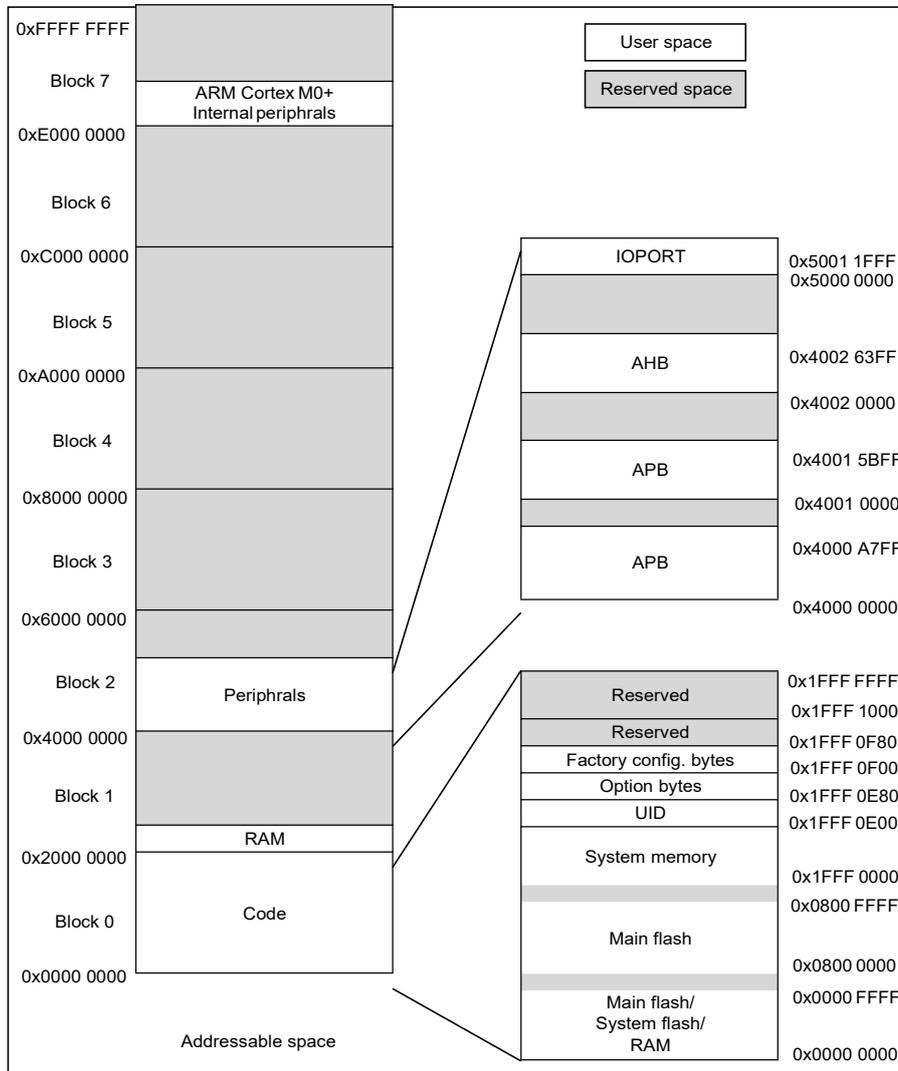 0xFFFF FFFF
Block 7
ARM Cortex M0+
Internal periphrals
0xE000 0000
Block 6
0xC000 0000
Block 5
0xA000 0000
Block 4
0x8000 0000
Block 3
0x6000 0000
Block 2
Periphrals
0x4000 0000
Block 1
RAM
0x2000 0000
Block 0
Code
0x0000 0000
Addressable space
User space
Reserved space
IOPORT
0x5001 1FFF
0x5000 0000
AHB
0x4002 63FF
0x4002 0000
APB
0x4001 5BFF
0x4001 0000
APB
0x4000 A7FF
0x4000 0000
Reserved
0x1FFF FFFF
0x1FFF 1000
Reserved
0x1FFF 0F80
Factory config. bytes
0x1FFF 0F00
Option bytes
0x1FFF 0E80
UID
0x1FFF 0E00
System memory
0x1FFF 0000
0x0800 FFFF
Main flash
0x0800 0000
0x0000 FFFF
Main flash/
System flash/
RAM
0x0000 0000